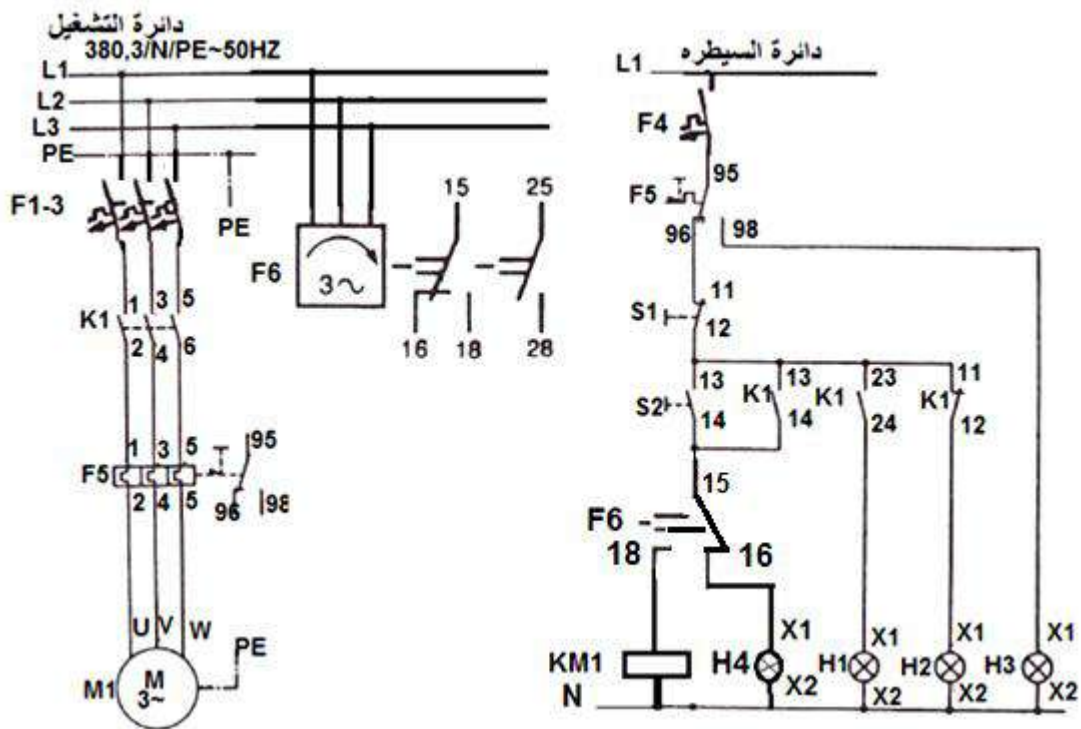 دائرة التشغيل
380,3/N/PE~50HZ
L1
L2
L3
PE
F1-3
PE
1 3 5
K1
2 4 6
1 3 5
F5
2 4 5
95
96 98
U V W
PE
M1
M
3~
F6
3~
15 25
16 18 28
دائرة السيطره
L1
F4
95
F5
96 98
11
S1
12
13 13 23 11
S2 K1 K1 K1
14 14 24 12
15
F6
18 16
X1 X1 X1 X1
KM1 H4 H1 H2 H3
X2 X2 X2 X2
N